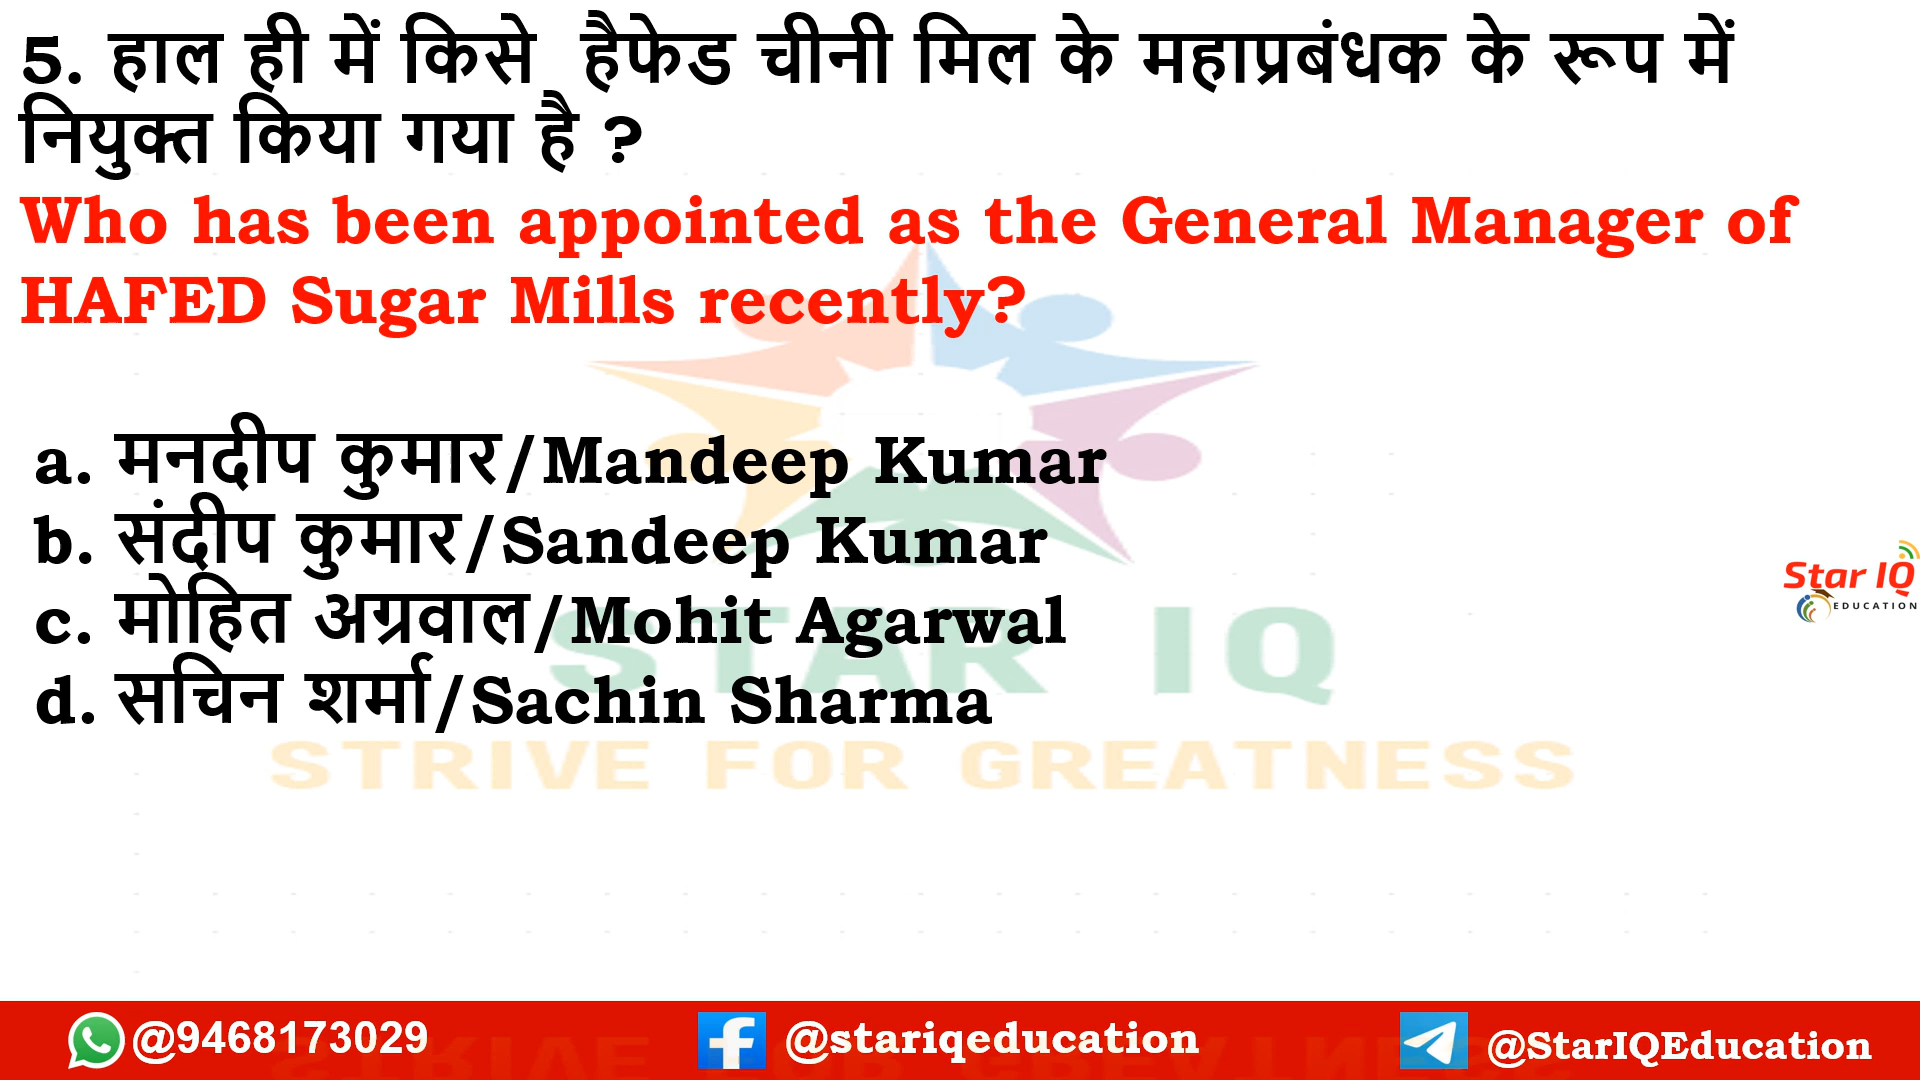 5. हाल ही में किसे हैफेड चीनी मिल के महाप्रबंधक के रूप में
नियुक्त किया गया है ?
Who has been appointed as the General Manager of
HAFED Sugar Mills recently?
a. मनदीप कुमार/Mandeep Kumar
b. संदीप कुमार/Sandeep Kumar
c. मोहित अग्रवाल/Mohit Agarwal
d. सचिन शर्मा/Sachin Sharma
STAR IQ
STRIVE FOR GREATNESS
Star IQ
EDUCATION
@9468173029
@stariqeducation
@StarIQEducation